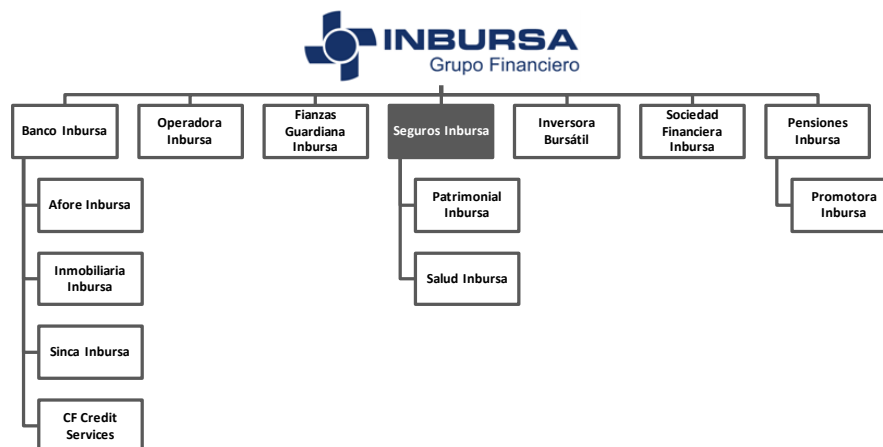 INBURSA
Grupo Financiero
Banco Inbursa
Operadora
Inbursa
Fianzas
Guardiana
Inbursa
Seguros Inbursa
Inversora
Bursátil
Sociedad
Financiera
Inbursa
Pensiones
Inbursa
Afore Inbursa
Patrimonial
Inbursa
Promotora
Inbursa
Inmobiliaria
Inbursa
Salud Inbursa
Sinca Inbursa
CF Credit
Services